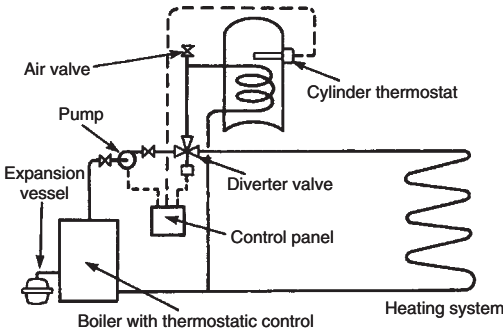 Air valve
Cylinder thermostat
Pump
Expansion
vessel
Diverter valve
Control panel
Heating system
Boiler with thermostatic control